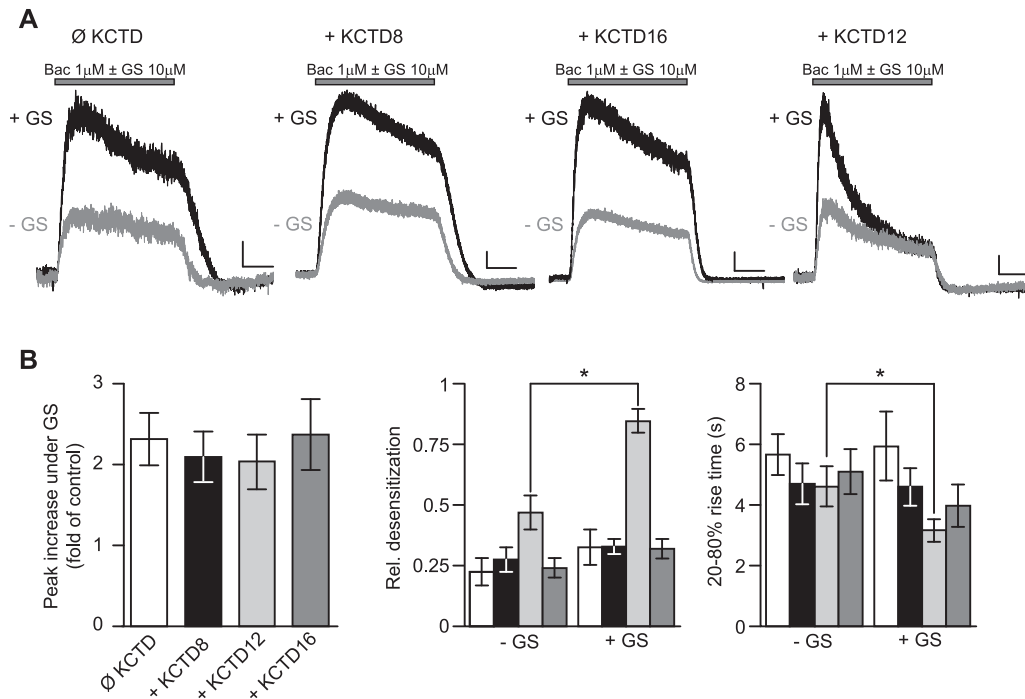 A
Ø KCTD
+ KCTD8
+ KCTD16
+ KCTD12
Bac 1µM ± GS 10µM
Bac 1µM ± GS 10µM
Bac 1µM ± GS 10µM
Bac 1µM ± GS 10µM
+ GS
+ GS
+ GS
+ GS
- GS
- GS
- GS
- GS
B
Peak increase under GS
(fold of control)
3
2
1
0
Ø KCTD
+ KCTD8
+ KCTD12
+ KCTD16
Rel. desensitization
1
0.75
0.5
0.25
0
*
- GS
+ GS
20-80% rise time (s)
8
6
4
2
0
*
- GS
+ GS